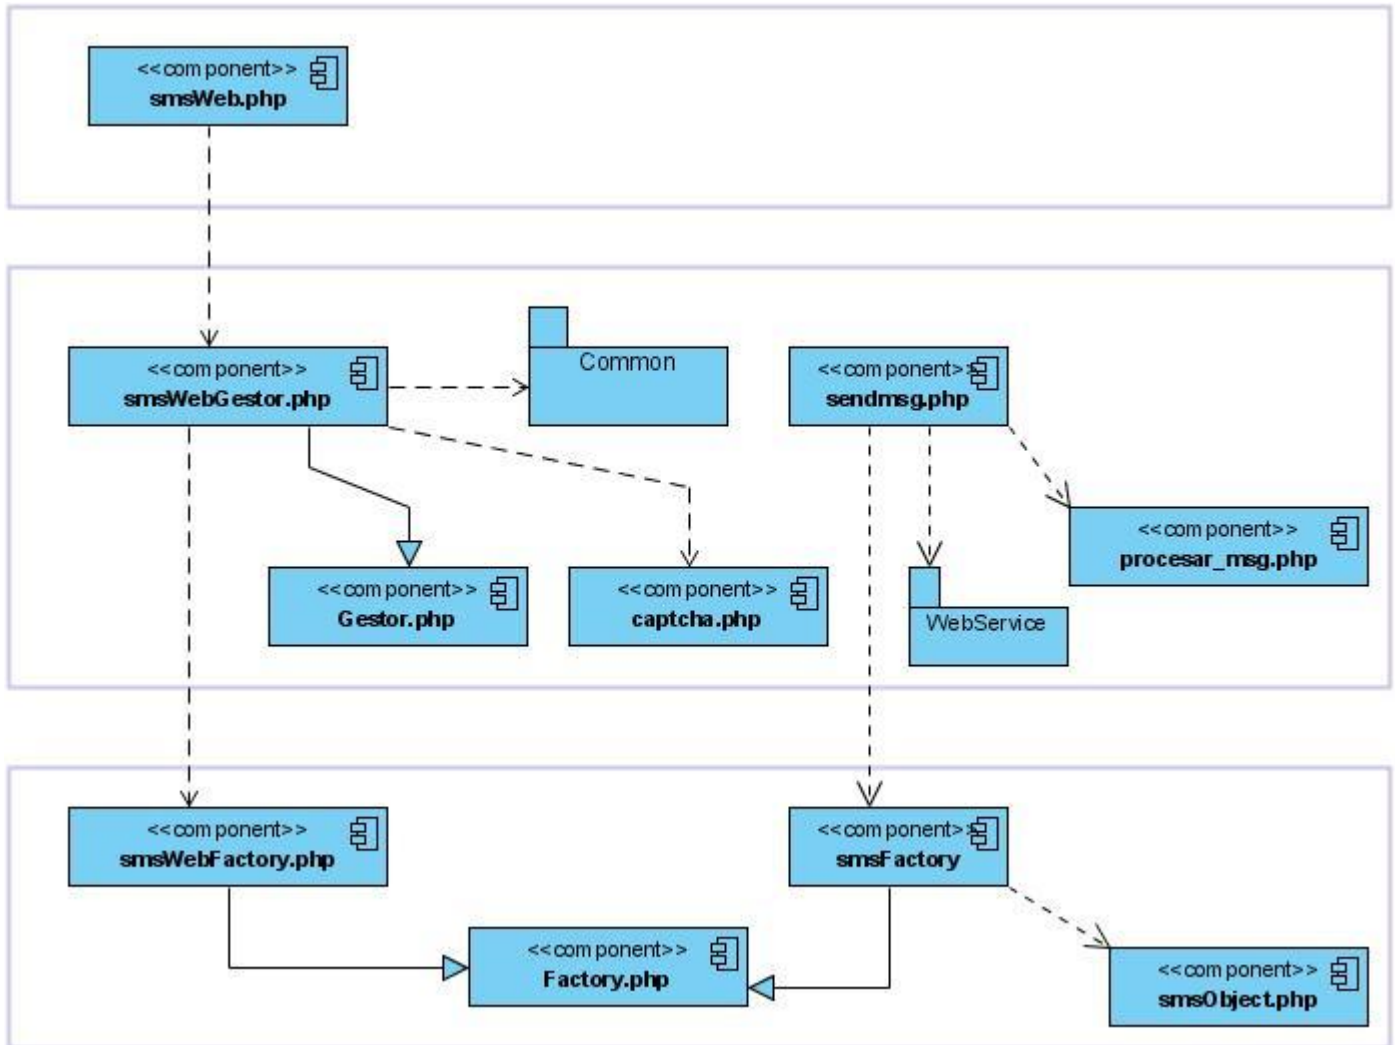 <<component>>
smsWeb.php
<<component>>
smsWebGestor.php
Common
<<component>>
sendmsg.php
<<component>>
procesar_msg.php
<<component>>
Gestor.php
<<component>>
captcha.php
WebService
<<component>>
smsWebFactory.php
<<component>>
smsFactory
<<component>>
Factory.php
<<component>>
smsObject.php